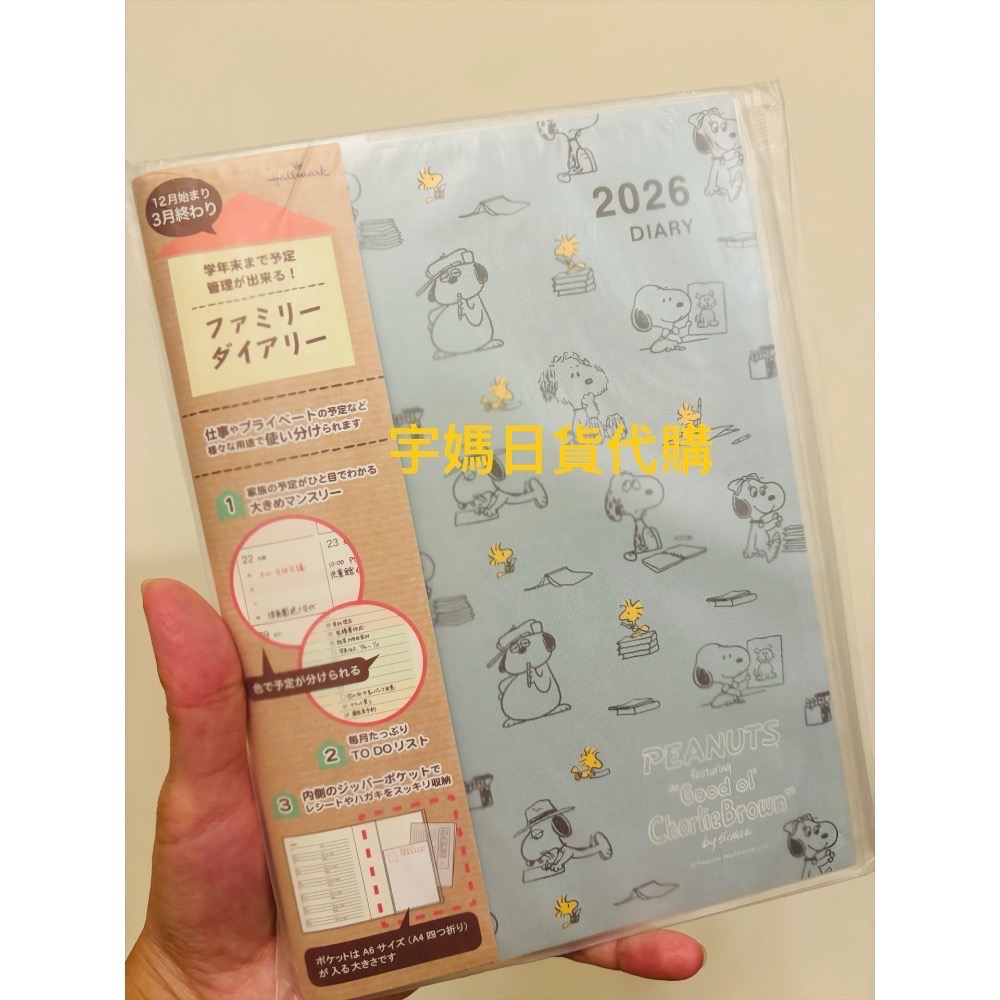 Hallmark
12月始まり
3月終わり
学年末まで予定
管理が出来る！
ファミリー
ダイアリー
仕事やプライベートの予定など
様々な用途で使い分けられます
1
家族の予定がひと目でわかる
大きめマンスリー
22
23
10:00
色で予定が分けられる
2
毎月たっぷり
TO DOリスト
3
内側のジッパーポケットで
レシートやハガキをスッキリ収納
ポケットはA6サイズ（A4四つ折り）
が入る大きさです
2026
DIARY
宇媽日貨代購
PEANUTS
featuring
"Good ol'
Charlie Brown"
by Schulz